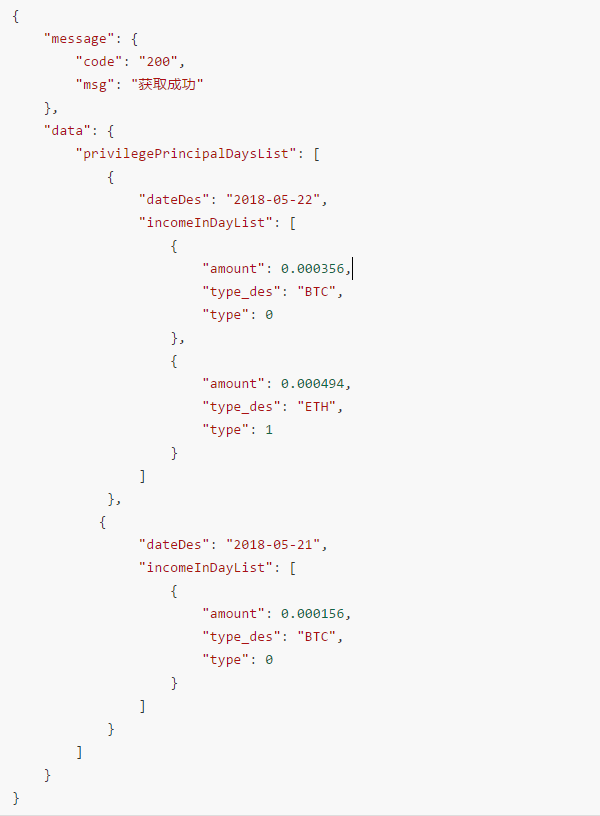 {
    "message": {
        "code": "200",
        "msg": "获取成功"
    },
    "data": {
        "privilegePrincipalDaysList": [
            {
                "dateDes": "2018-05-22",
                "incomeInDayList": [
                    {
                        "amount": 0.000356,
                        "type_des": "BTC",
                        "type": 0
                    },
                    {
                        "amount": 0.000494,
                        "type_des": "ETH",
                        "type": 1
                    }
                ]
            },
           {
                "dateDes": "2018-05-21",
                "incomeInDayList": [
                    {
                        "amount": 0.000156,
                        "type_des": "BTC",
                        "type": 0
                    }
                ]
            }
        ]
    }
}